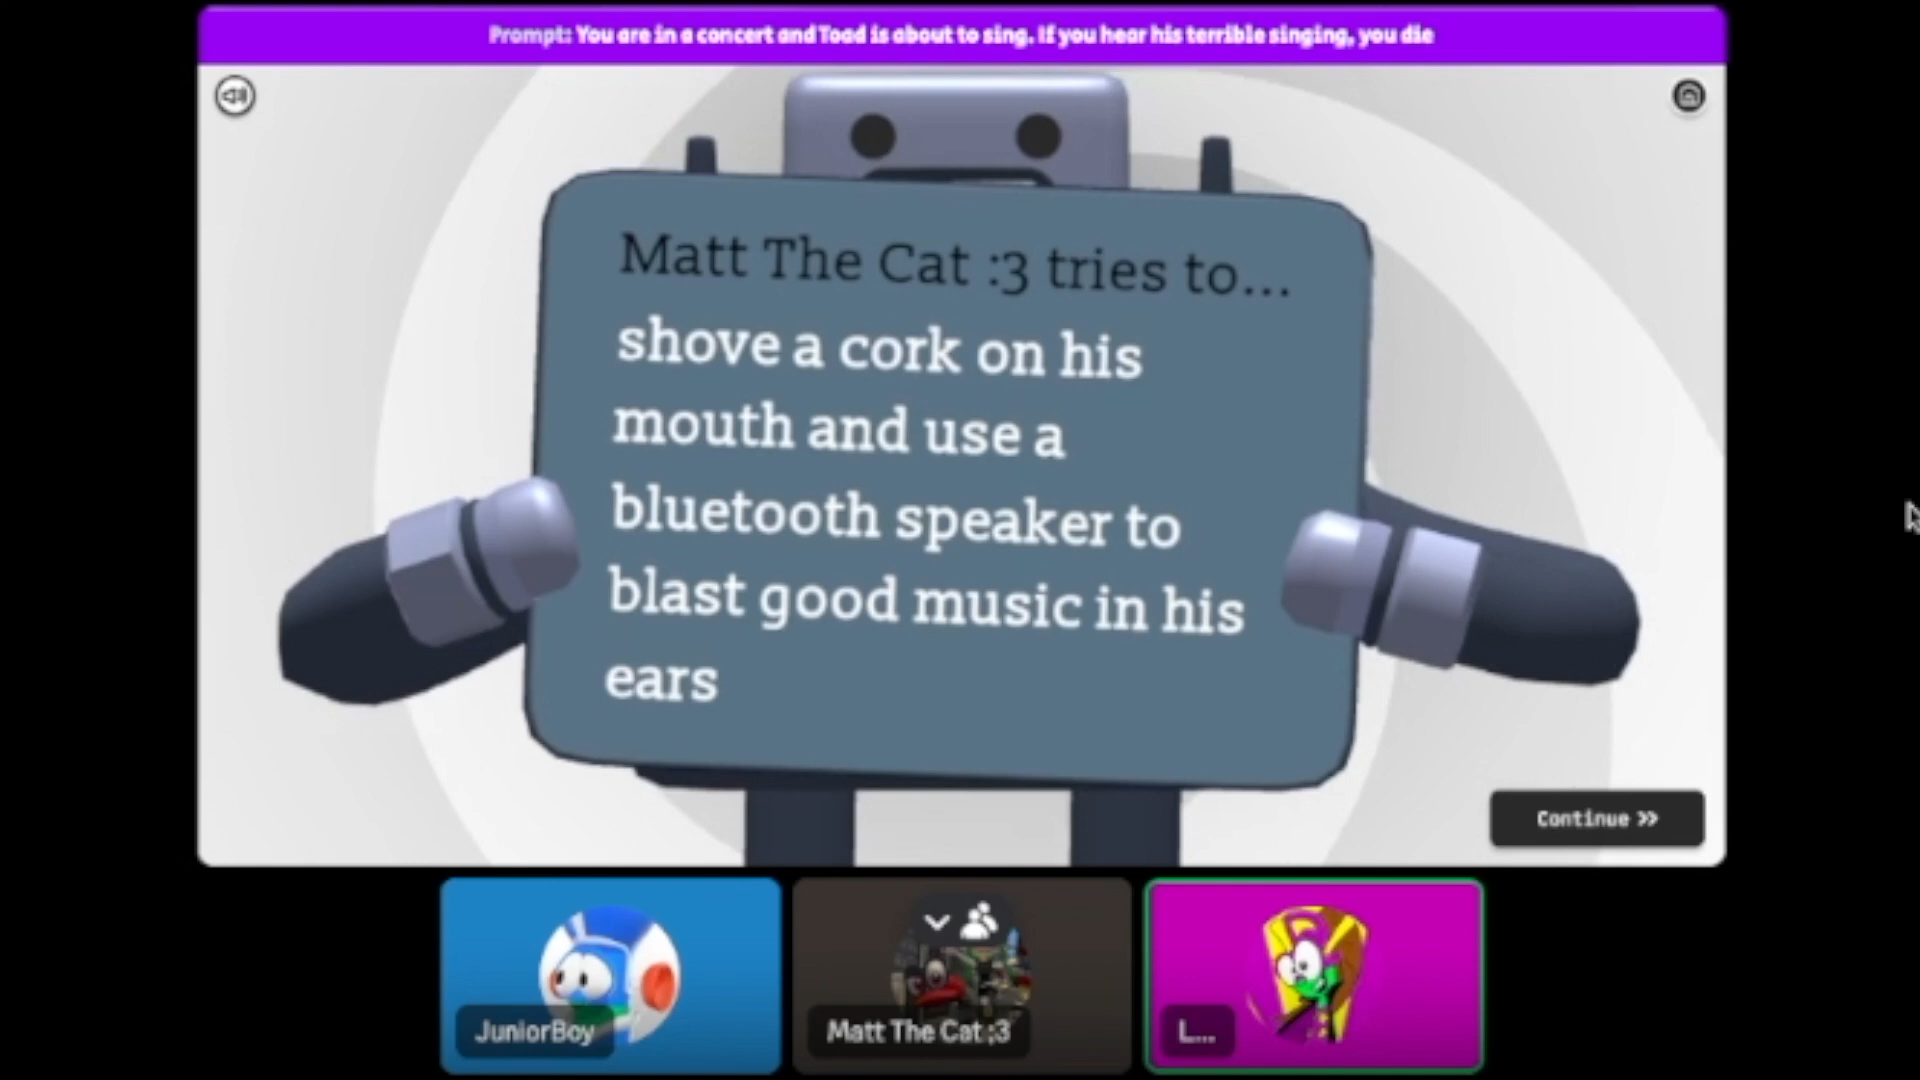 Prompt: You are in a concert and Toad is about to sing. If you hear his terrible singing, you die
Matt The Cat :3 tries to...
shove a cork on his
mouth and use a
bluetooth speaker to
blast good music in his
ears
Continue >>
JuniorBoy
Matt The Cat ;3
L...